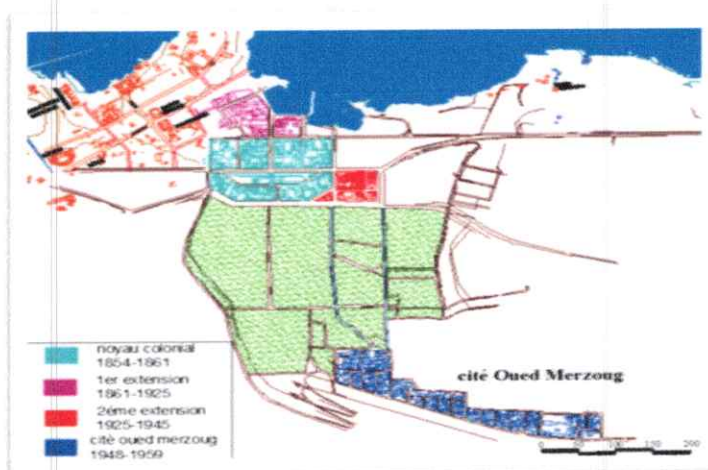 cité Oued Merzoug
noyau colonial
1854-1861
1er extension
1861-1925
2éme extension
1925-1945
cité oued merzoug
1948-1959
0 50 100 150 200